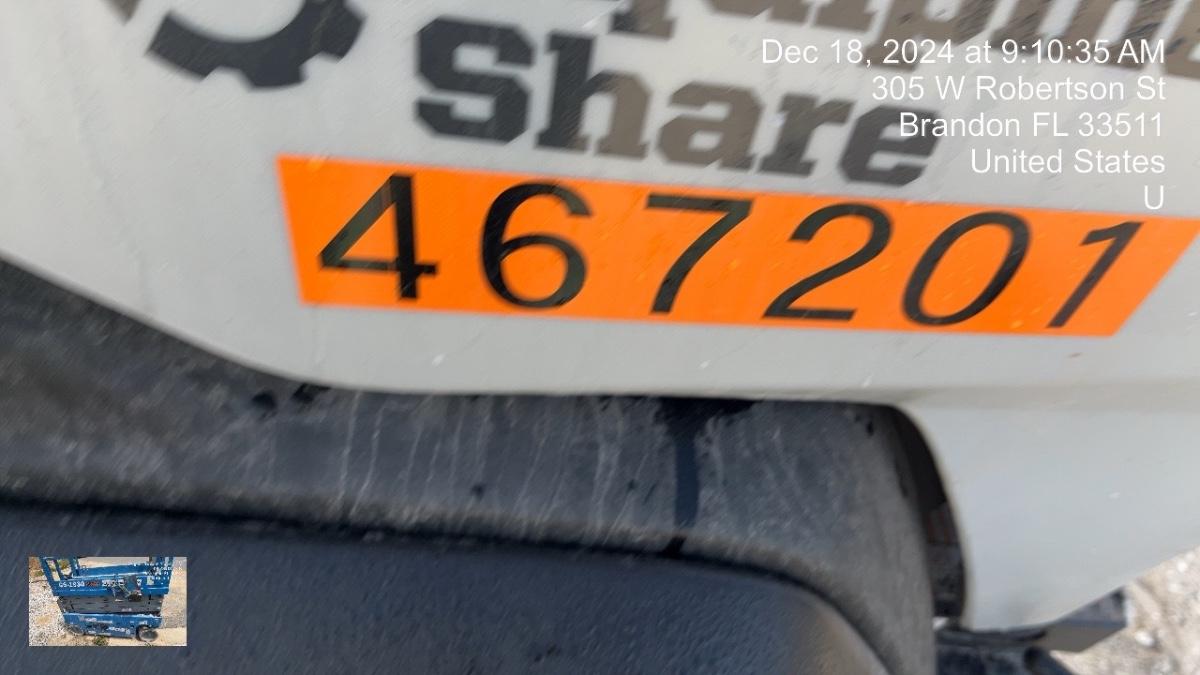 Share
467201
Dec 18, 2024 at 9:10:35 AM
305 W Robertson St
Brandon FL 33511
United States
U